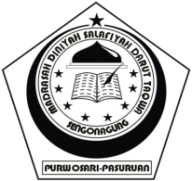 MADRASAH DINIYAH SALAFIYAH DARUT TAQWA
SENGONAGUNG
PURWOSARI-PASURUAN